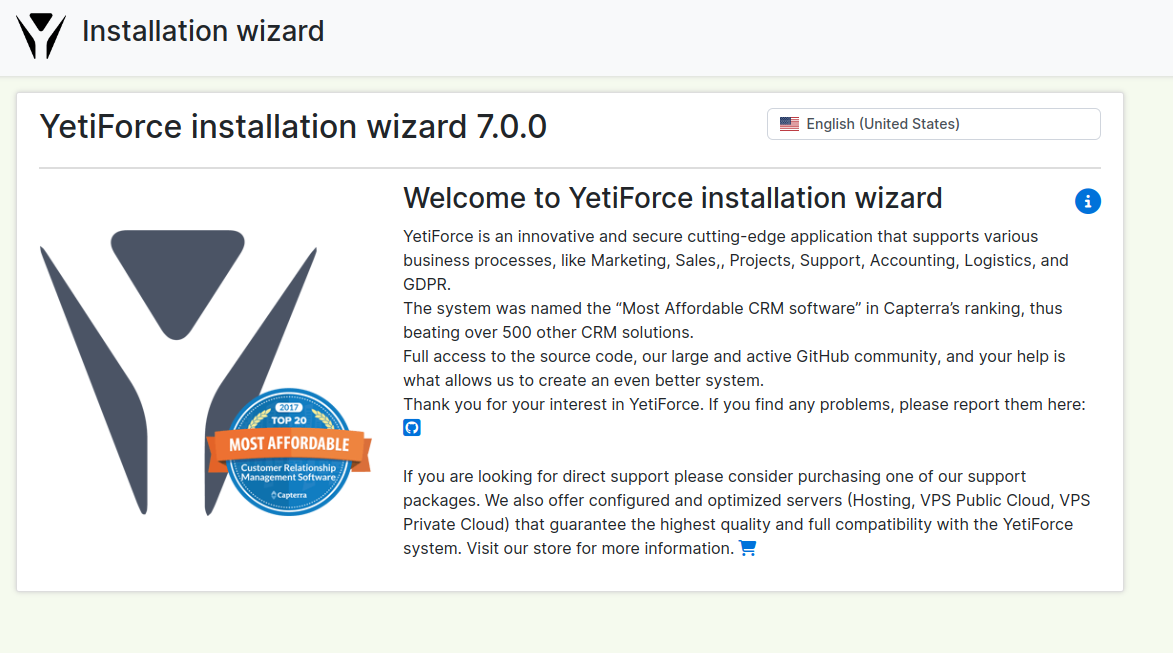 Installation wizard
YetiForce installation wizard 7.0.0
English (United States)
Welcome to YetiForce installation wizard
YetiForce is an innovative and secure cutting-edge application that supports various
business processes, like Marketing, Sales,, Projects, Support, Accounting, Logistics, and
GDPR.
The system was named the “Most Affordable CRM software” in Capterra’s ranking, thus
beating over 500 other CRM solutions.
Full access to the source code, our large and active GitHub community, and your help is
what allows us to create an even better system.
Thank you for your interest in YetiForce. If you find any problems, please report them here:
If you are looking for direct support please consider purchasing one of our support
packages. We also offer configured and optimized servers (Hosting, VPS Public Cloud, VPS
Private Cloud) that guarantee the highest quality and full compatibility with the YetiForce
system. Visit our store for more information.
2017
TOP 20
MOST AFFORDABLE
Customer Relationship
Management Software
Capterra